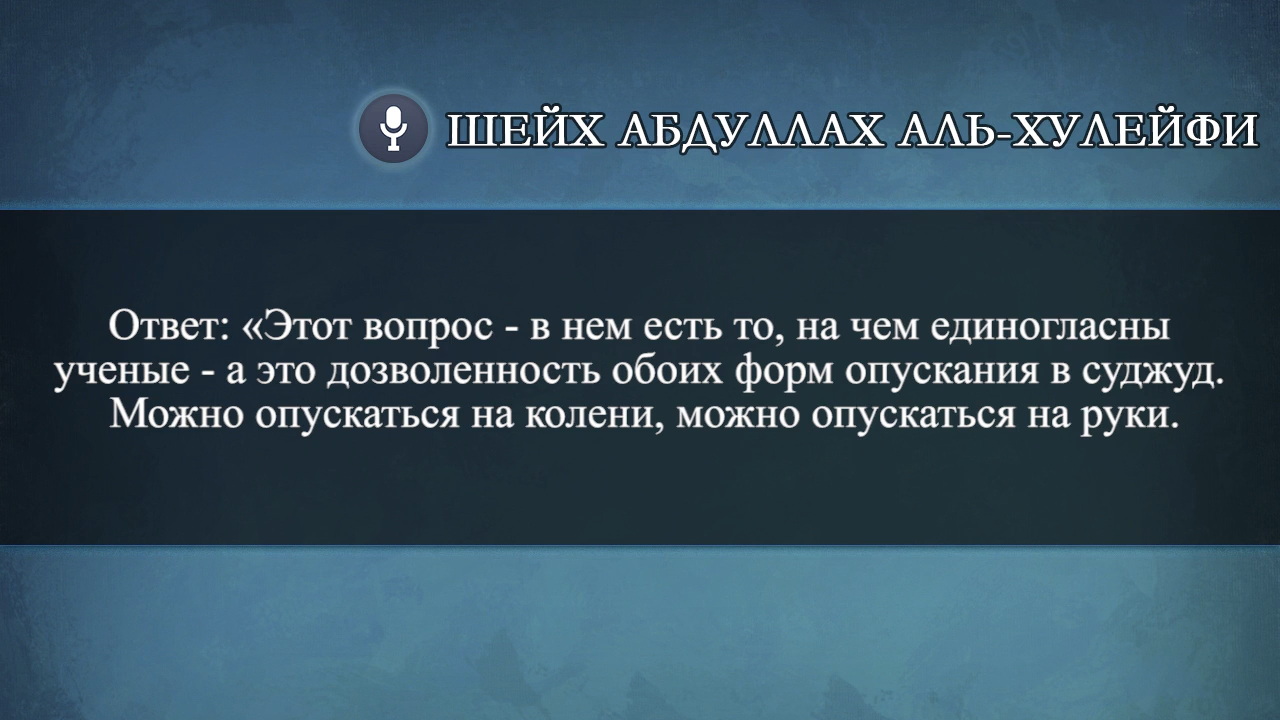 ШЕЙХ АБДУЛЛАХ АЛЬ-ХУЛЕЙФИ
Ответ: «Этот вопрос - в нем есть то, на чем единогласны
ученые - а это дозволенность обоих форм опускания в суджуд.
Можно опускаться на колени, можно опускаться на руки.